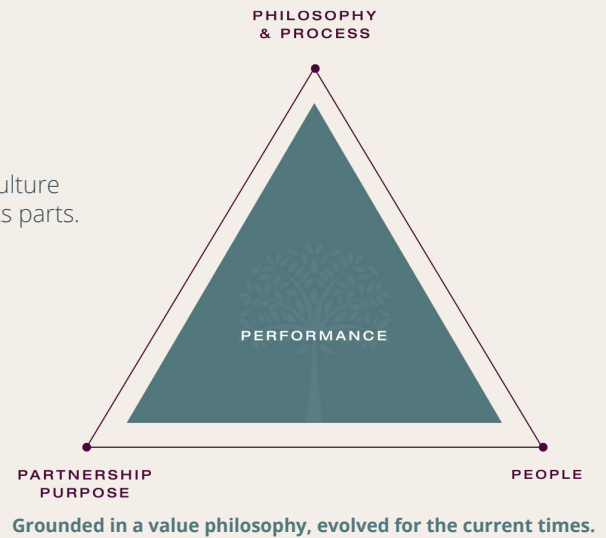 PHILOSOPHY
& PROCESS
ulture
s parts.
PERFORMANCE
PARTNERSHIP
PURPOSE
PEOPLE
Grounded in a value philosophy, evolved for the current times.